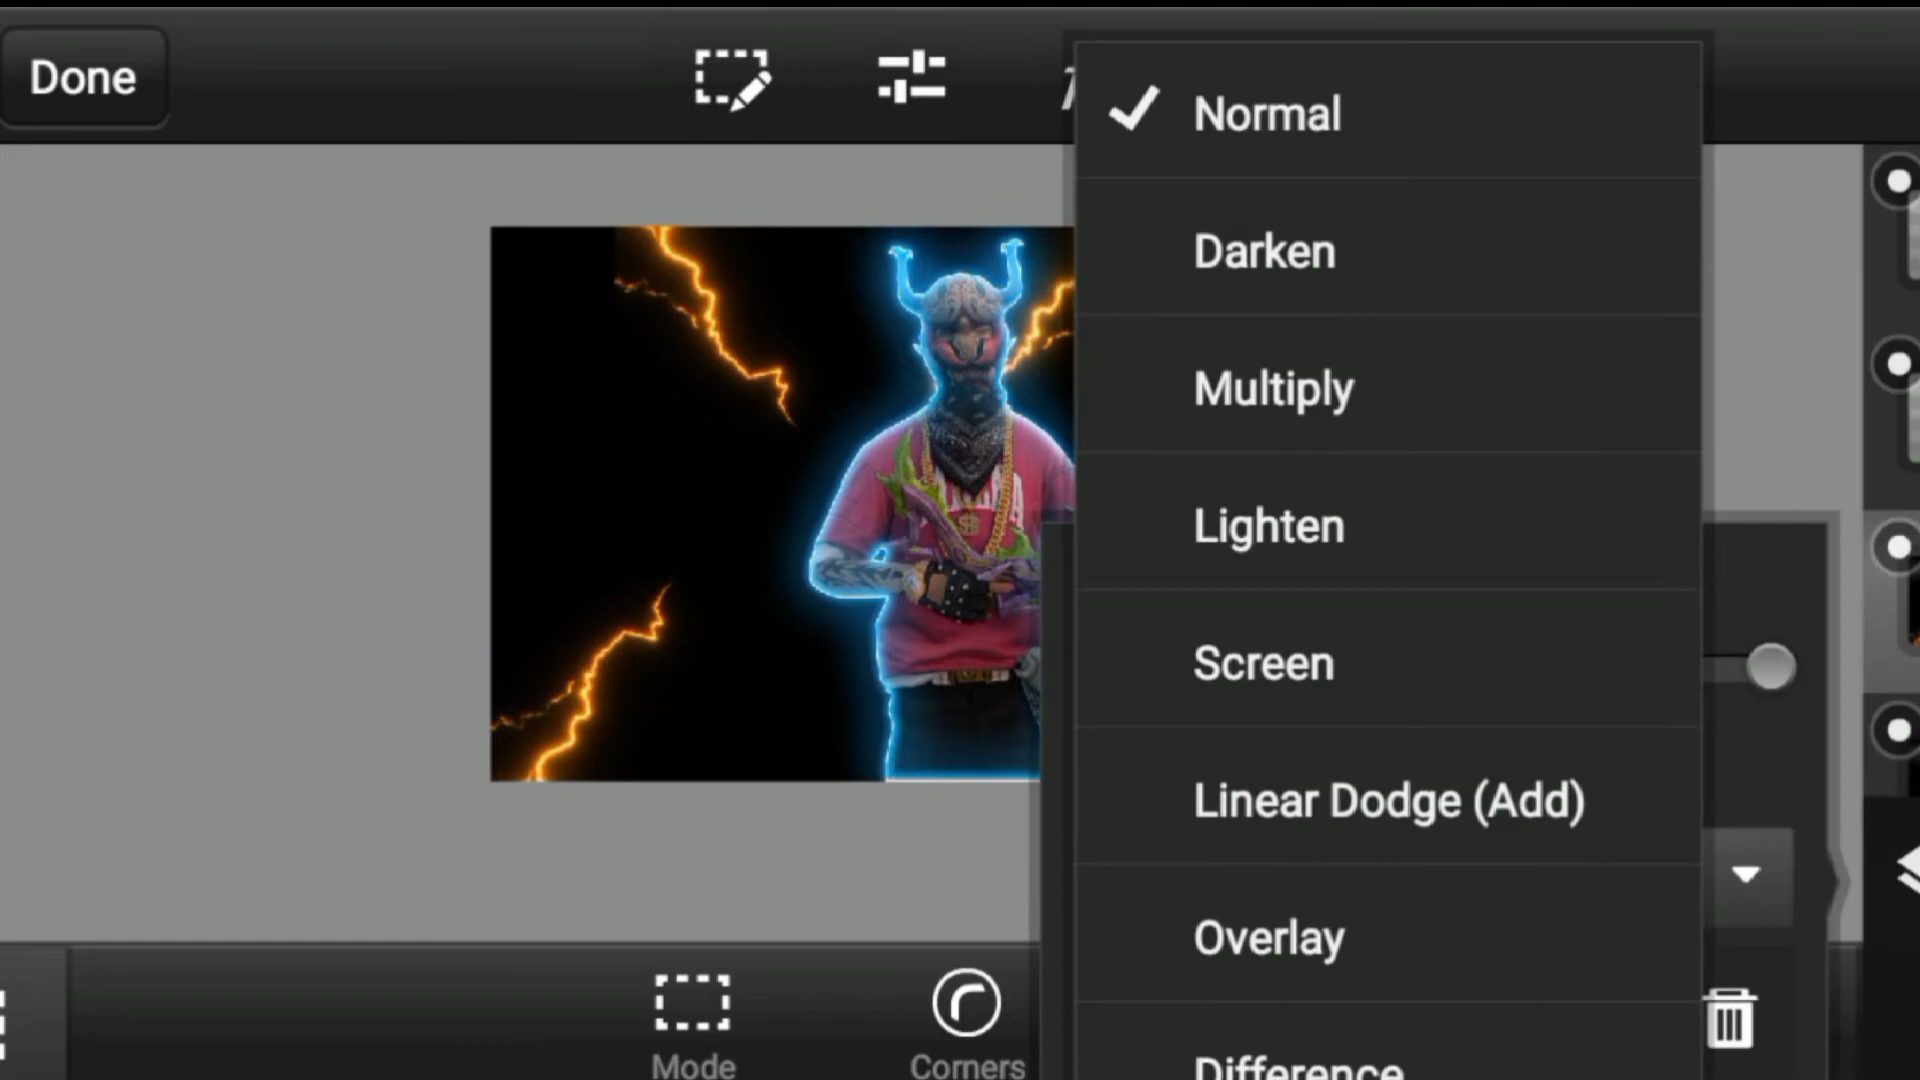 Done
Normal
Darken
Multiply
Lighten
Screen
Linear Dodge (Add)
Overlay
Difference
Mode
Corners